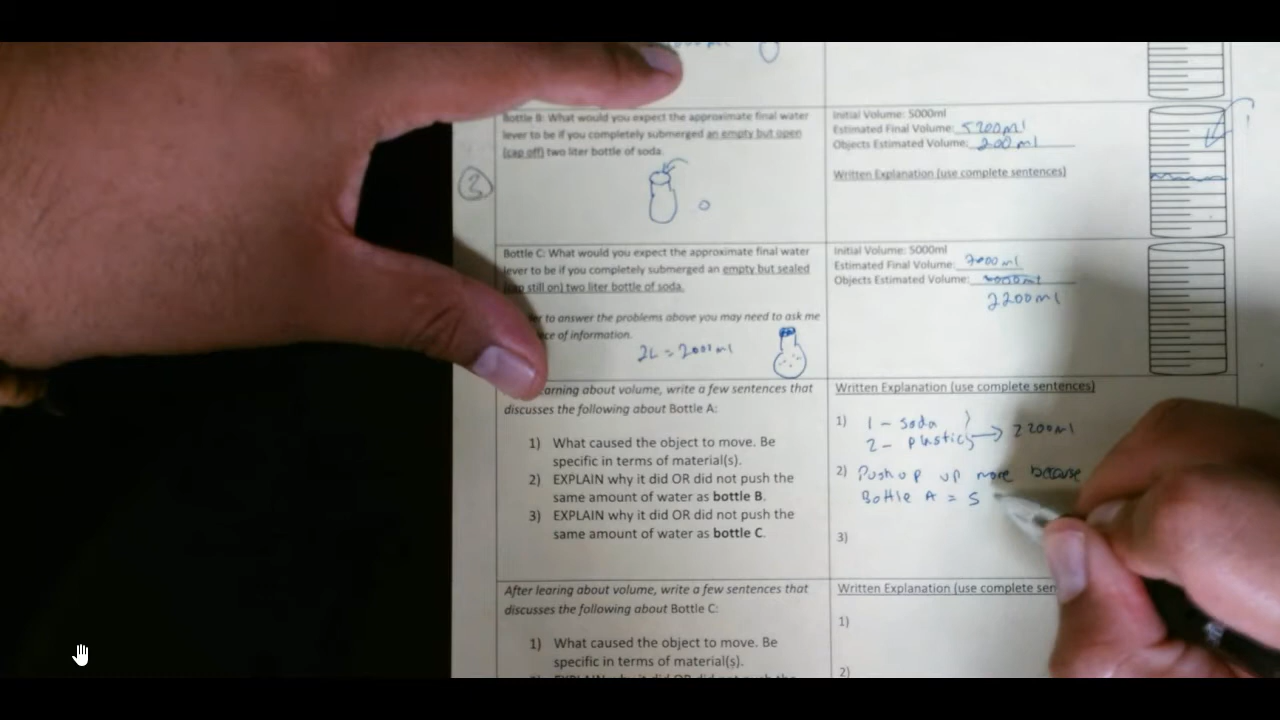 Bottle B: What would you expect the approximate final water
lever to be if you completely submerged an empty but open
(cap off) two liter bottle of soda.
Initial Volume: 5000ml
Estimated Final Volume: 5200ml
Objects Estimated Volume: 200ml
Written Explanation (use complete sentences)
3
Bottle C: What would you expect the approximate final water
lever to be if you completely submerged an empty but sealed
cap still on) two liter bottle of soda.
to answer the problems above you may need to ask me
of information.
2L =
Initial Volume: 5000ml
Estimated Final Volume: 7000ml
Objects Estimated Volume:
2200ml
arning about volume, write a few sentences that
discusses the following about Bottle A:
1) What caused the object to move. Be
specific in terms of material(s).
2) EXPLAIN why it did OR did not push the
same amount of water as bottle B.
3) EXPLAIN why it did OR did not push the
same amount of water as bottle C.
Written Explanation (use complete sentences)
1) 1 - soda
2 - plastic → 2200ml
2) Push up up more because
Bottle A = S
3)
After learing about volume, write a few sentences that
discusses the following about Bottle C:
1) What caused the object to move. Be
specific in terms of material(s).
Written Explanation (use complete sen
1)
2)